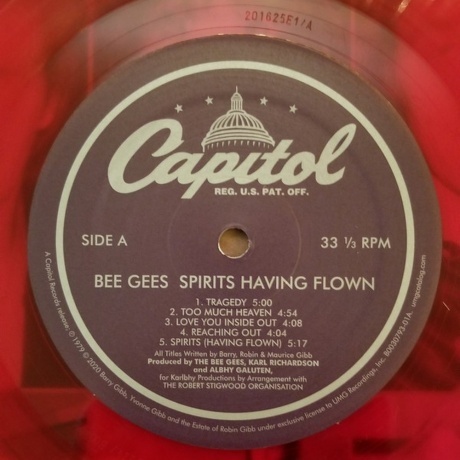 201625E1/A
Capitol
REG. U.S. PAT. OFF.
SIDE A
33 1/3 RPM
BEE GEES SPIRITS HAVING FLOWN
1. TRAGEDY 5:00
2. TOO MUCH HEAVEN 4:54
3. LOVE YOU INSIDE OUT 4:08
4. REACHING OUT 4:04
5. SPIRITS (HAVING FLOWN) 5:17
All Titles Written by Barry, Robin & Maurice Gibb
Produced by THE BEE GEES, KARL RICHARDSON
and ALBHY GALUTEN,
for Karlbhy Productions by Arrangement with
THE ROBERT STIGWOOD ORGANISATION
A Capitol Records release; © 1979 ℗ 2020 Barry Gibb, Yvonne Gibb and the Estate of Robin Gibb under exclusive license to UMG Recordings, Inc. 80030793-01A. umgcatalog.com